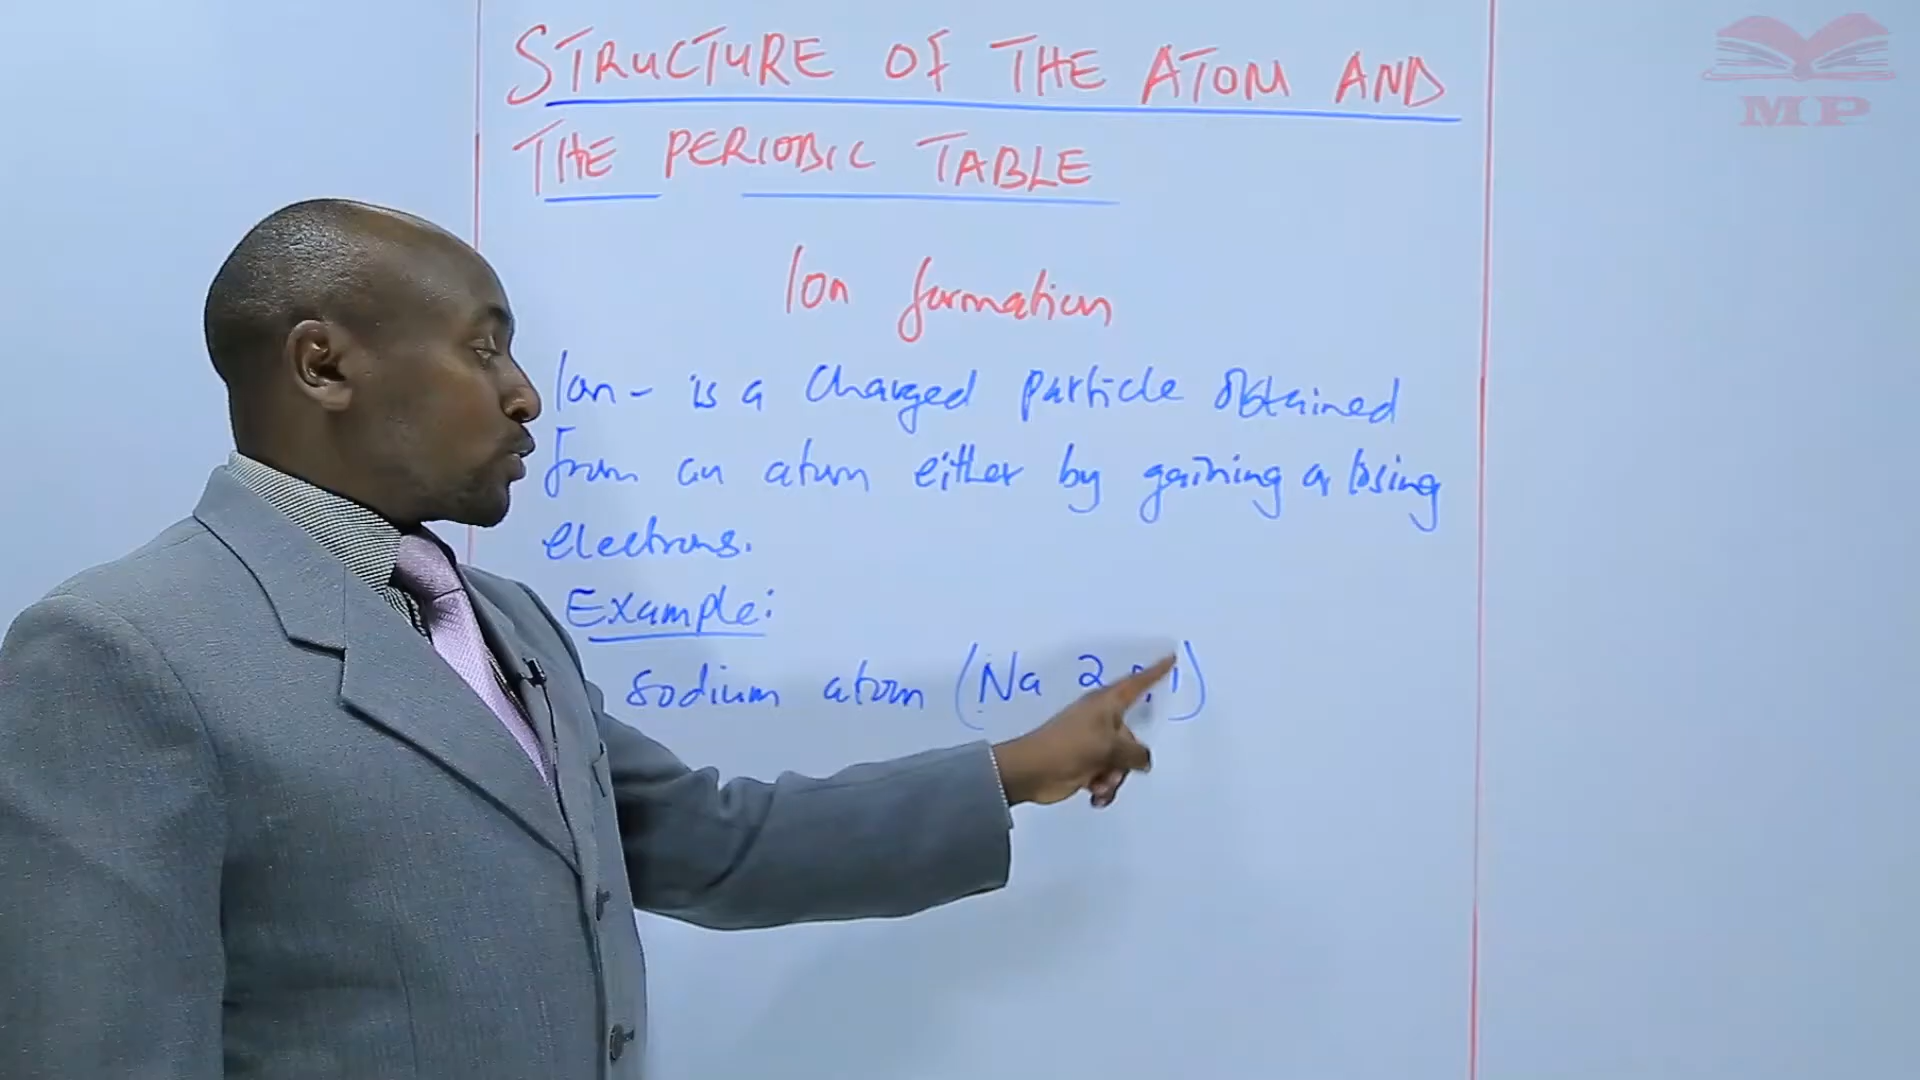 STRUCTURE OF THE ATOM AND
THE PERIODIC TABLE
Ion formation
Ion - is a charged particle obtained
from an atom either by gaining or losing
electrons.
Example:
sodium atom (Na 2 , 1)
MP